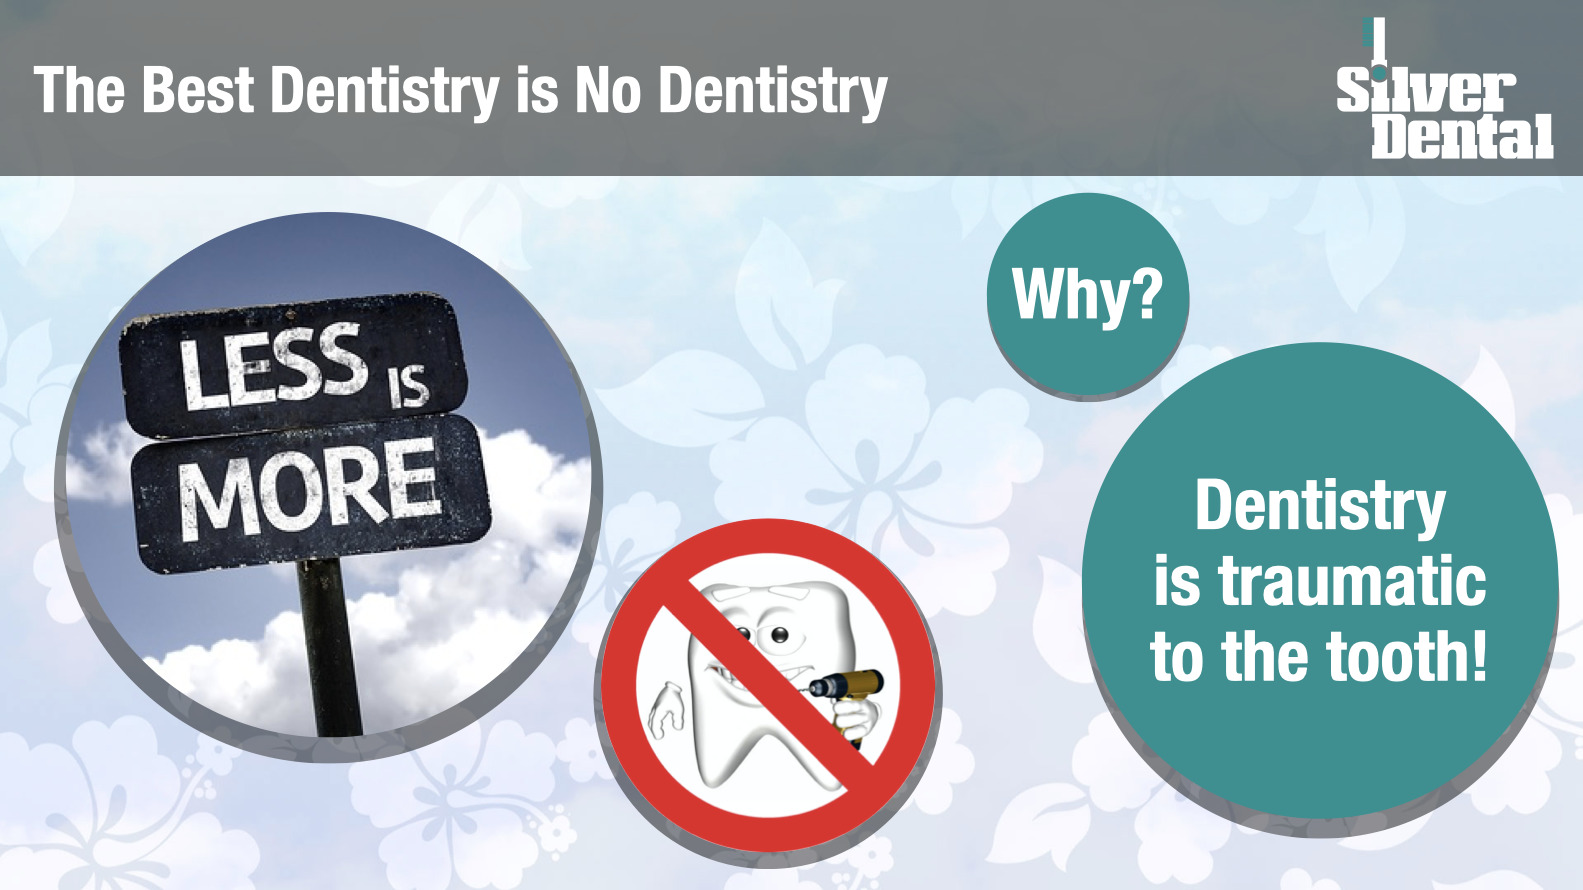 The Best Dentistry is No Dentistry
Silver
Dental
LESS IS
MORE
Why?
Dentistry
is traumatic
to the tooth!